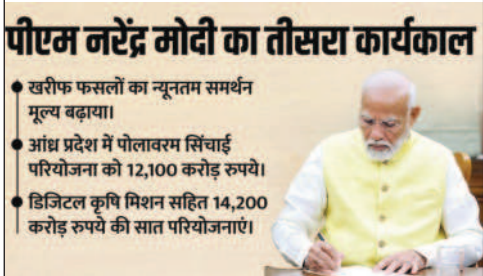 पीएम नरेंद्र मोदी का तीसरा कार्यकाल
खरीफ फसलों का न्यूनतम समर्थन
मूल्य बढ़ाया।
आंध्र प्रदेश में पोलावरम सिंचाई
परियोजना को 12,100 करोड़ रुपये।
डिजिटल कृषि मिशन सहित 14,200
करोड़ रुपये की सात परियोजनाएं।